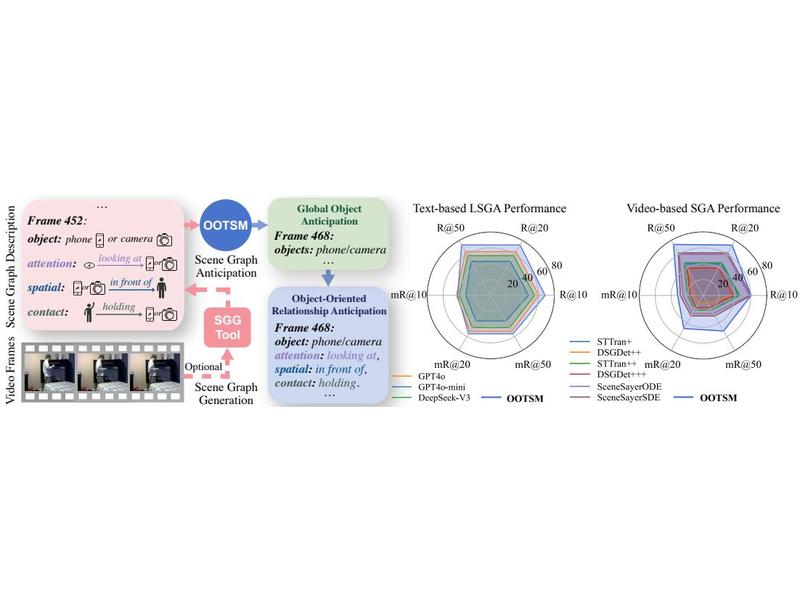 Scene Graph Description
Video Frames
...
Frame 452:
object: phone or camera
attention: looking at or
spatial: or in front of
contact: holding or
OOTSM
Scene Graph
Anticipation
SGG
Tool
Optional
Scene Graph
Generation
Global Object
Anticipation
Frame 468:
objects: phone/camera
...
Object-Oriented
Relationship Anticipation
Frame 468:
object: phone/camera
attention: looking at,
spatial: in front of,
contact: holding.
...
Text-based LSGA Performance
R@50
R@20
mR@10
20 40 60 80
R@10
mR@20
mR@50
GPT4o
GPT4o-mini
DeepSeek-V3
OOTSM
Video-based SGA Performance
R@50
R@20
mR@10
20 40 60 80
R@10
mR@20
mR@50
STTran+
DSGDet++
STTran++
DSGDet+++
SceneSayerODE
SceneSayerSDE
OOTSM